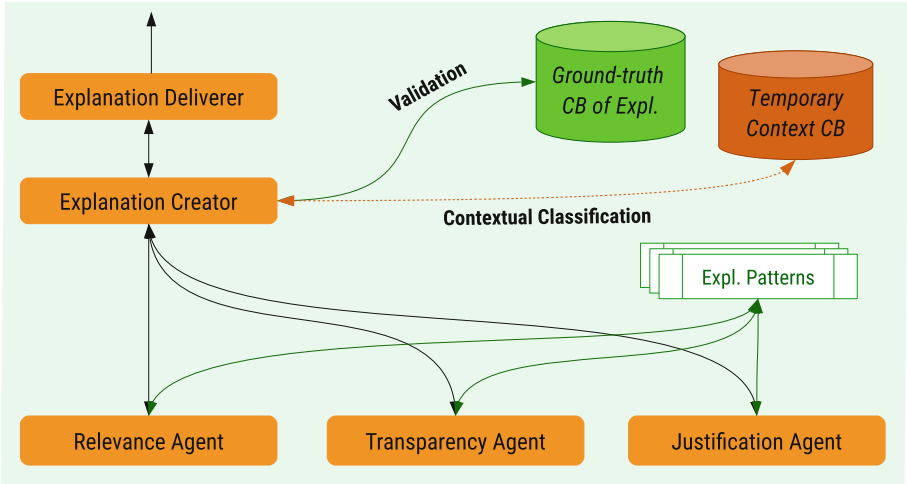 Explanation Deliverer
Validation
Ground-truth
CB of Expl.
Temporary
Context CB
Explanation Creator
Contextual Classification
Expl. Patterns
Relevance Agent
Transparency Agent
Justification Agent